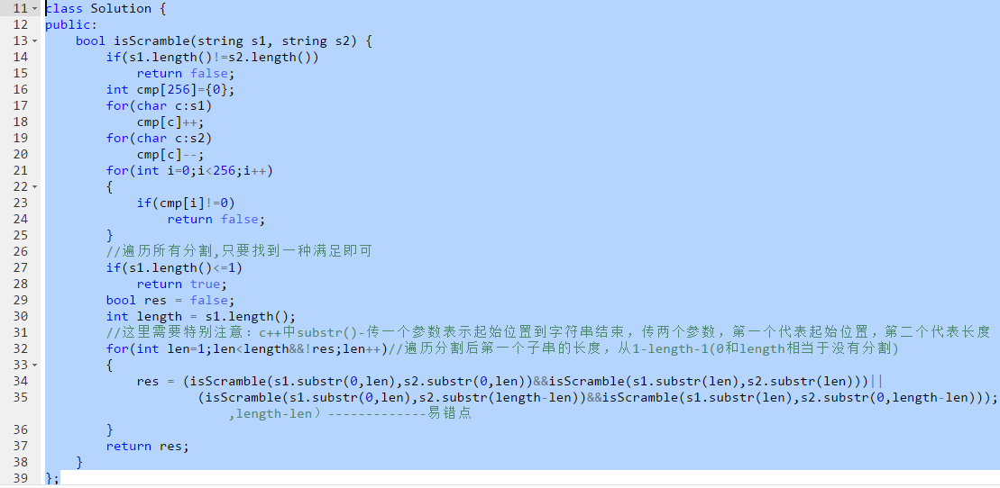 11 class Solution {
12 public:
13     bool isScramble(string s1, string s2) {
14         if(s1.length()!=s2.length())
15             return false;
16         int cmp[256]={0};
17         for(char c:s1)
18             cmp[c]++;
19         for(char c:s2)
20             cmp[c]--;
21         for(int i=0;i<256;i++)
22         {
23             if(cmp[i]!=0)
24                 return false;
25         }
26         //遍历所有分割,只要找到一种满足即可
27         if(s1.length()<=1)
28             return true;
29         bool res = false;
30         int length = s1.length();
31         //这里需要特别注意：c++中substr()-传一个参数表示起始位置到字符串结束，传两个参数，第一个代表起始位置，第二个代表长度
32         for(int len=1;len<length&&!res;len++)//遍历分割后第一个子串的长度，从1-length-1(0和length相当于没有分割)
33         {
34             res = (isScramble(s1.substr(0,len),s2.substr(0,len))&&isScramble(s1.substr(len),s2.substr(len)))||
35                     (isScramble(s1.substr(0,len),s2.substr(length-len))&&isScramble(s1.substr(len),s2.substr(0,length-len)));
,length-len）-------------易错点
36         }
37         return res;
38     }
39 };